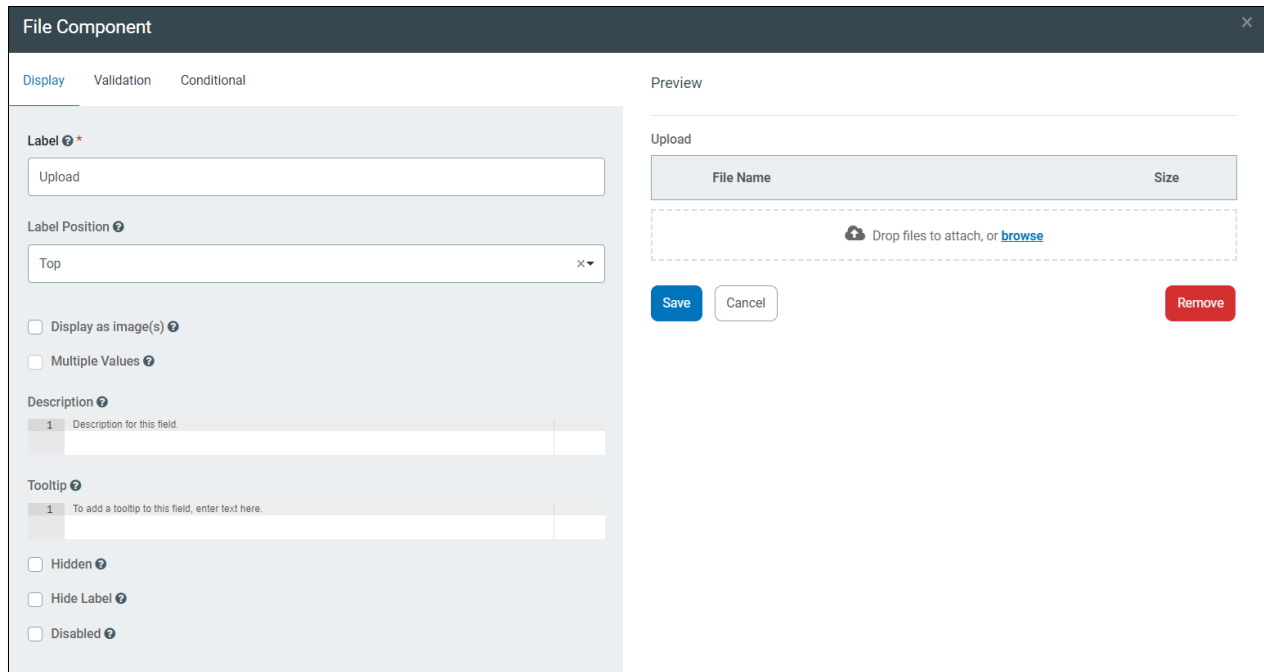 File Component
×
Display Validation Conditional
Label *
Upload
Label Position
Top
×
Display as image(s)
Multiple Values
Description
1 Description for this field.
Tooltip
1 To add a tooltip to this field, enter text here.
Hidden
Hide Label
Disabled
Preview
Upload
File Name Size
Drop files to attach, or browse
Save Cancel Remove